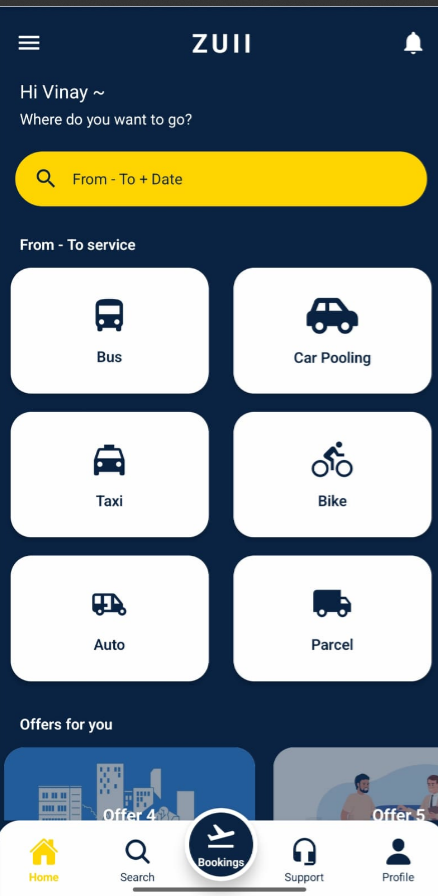 ZUII
Hi Vinay ~
Where do you want to go?
From - To + Date
From - To service
Bus
Car Pooling
Taxi
Bike
Auto
Parcel
Offers for you
Offer 4
Offer 5
Home
Search
Bookings
Support
Profile